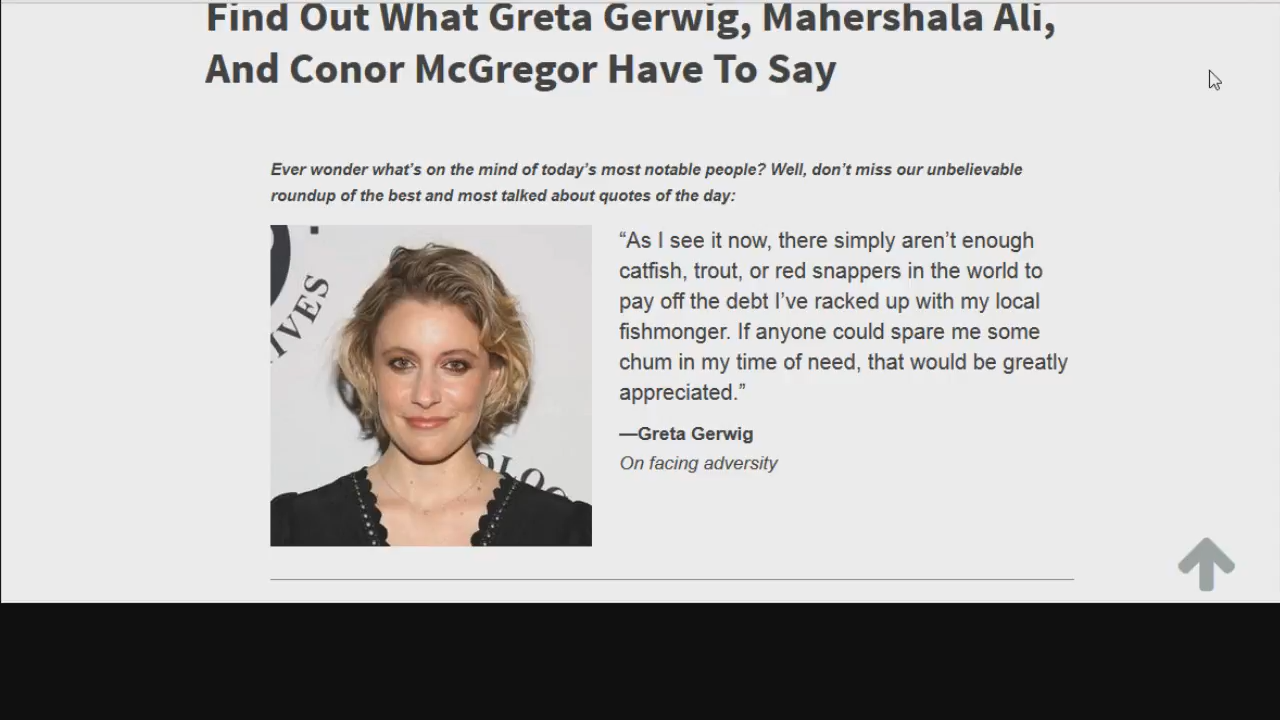 Find Out What Greta Gerwig, Mahershala Ali,
And Conor McGregor Have To Say
Ever wonder what’s on the mind of today’s most notable people? Well, don’t miss our unbelievable
roundup of the best and most talked about quotes of the day:
“As I see it now, there simply aren’t enough
catfish, trout, or red snappers in the world to
pay off the debt I’ve racked up with my local
fishmonger. If anyone could spare me some
chum in my time of need, that would be greatly
appreciated.”
—Greta Gerwig
On facing adversity
IVES
OLOG